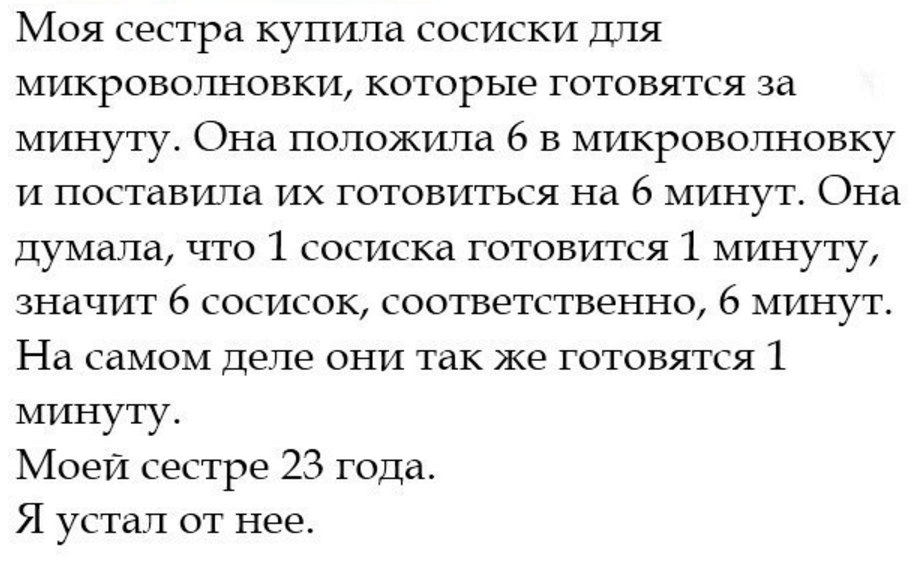 Моя сестра купила сосиски для
микроволновки, которые готовятся за
минуту. Она положила 6 в микроволновку
и поставила их готовиться на 6 минут. Она
думала, что 1 сосиска готовится 1 минуту,
значит 6 сосисок, соответственно, 6 минут.
На самом деле они так же готовятся 1
минуту.
Моей сестре 23 года.
Я устал от нее.